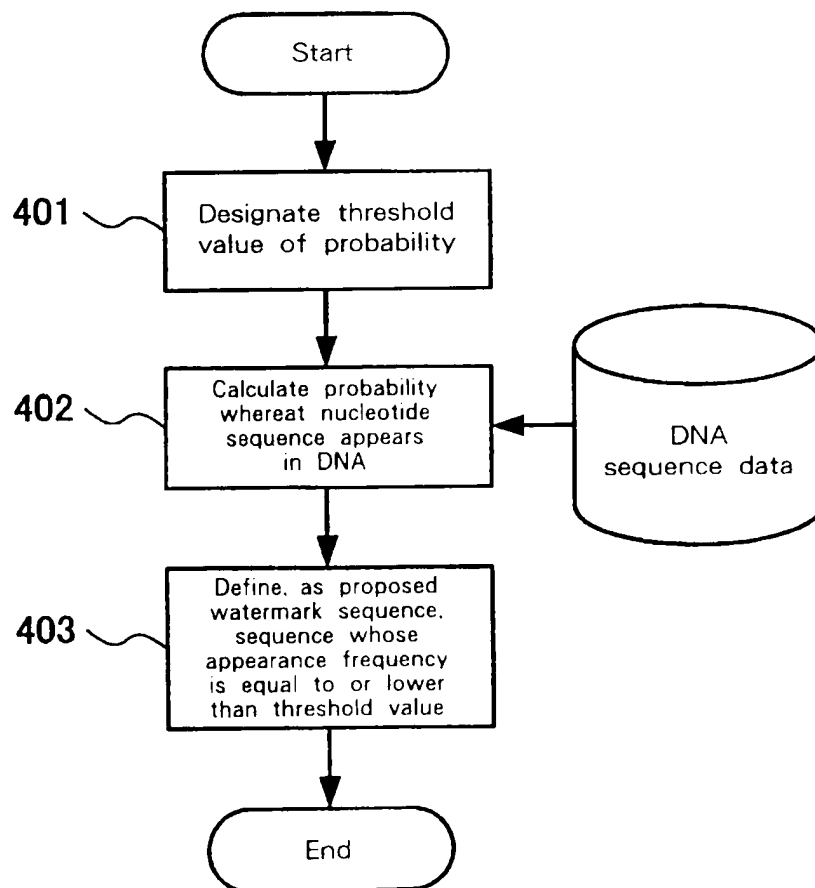 Start
401
Designate threshold
value of probability
402
Calculate probability
whereat nucleotide
sequence appears
in DNA
DNA
sequence data
403
Define, as proposed
watermark sequence,
sequence whose
appearance frequency
is equal to or lower
than threshold value
End